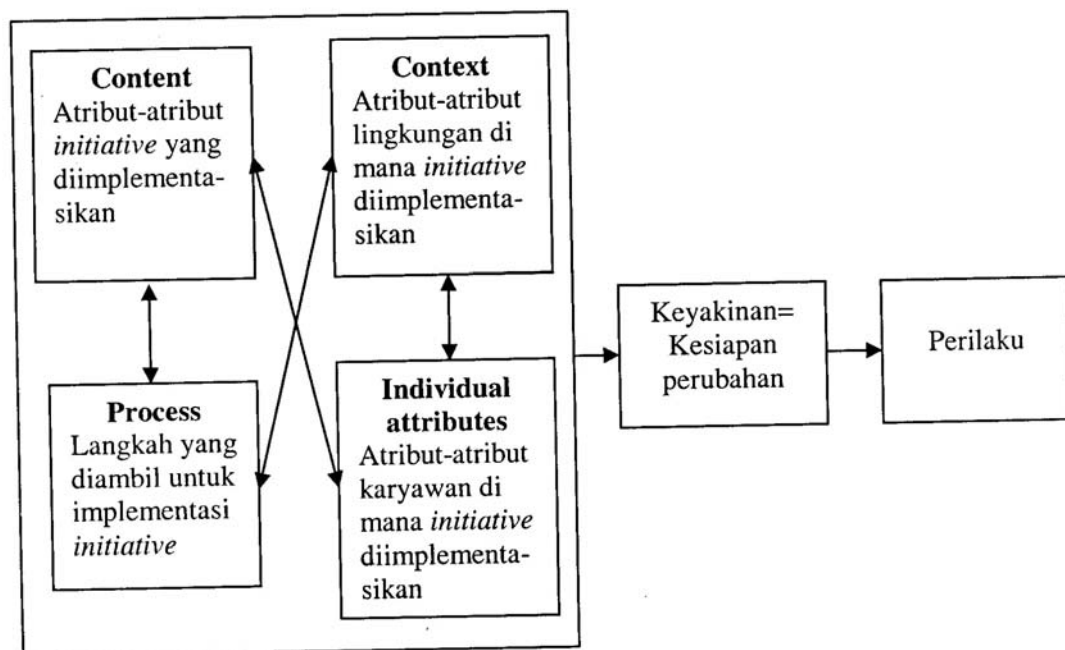 Content
Atribut-atribut
initiative yang
diimplementa-
sikan
Context
Atribut-atribut
lingkungan di
mana initiative
diimplementa-
sikan
Process
Langkah yang
diambil untuk
implementasi
initiative
Individual
attributes
Atribut-atribut
karyawan di
mana initiative
diimplementa-
sikan
Keyakinan=
Kesiapan
perubahan
Perilaku